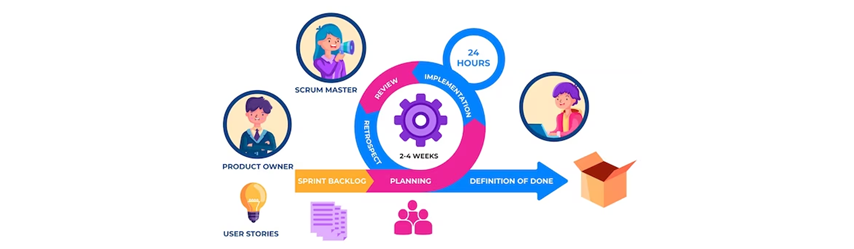 24
HOURS
SCRUM MASTER
REVIEW
IMPLEMENTATION
RETROSPECT
2-4 WEEKS
PRODUCT OWNER
SPRINT BACKLOG
PLANNING
DEFINITION OF DONE
USER STORIES